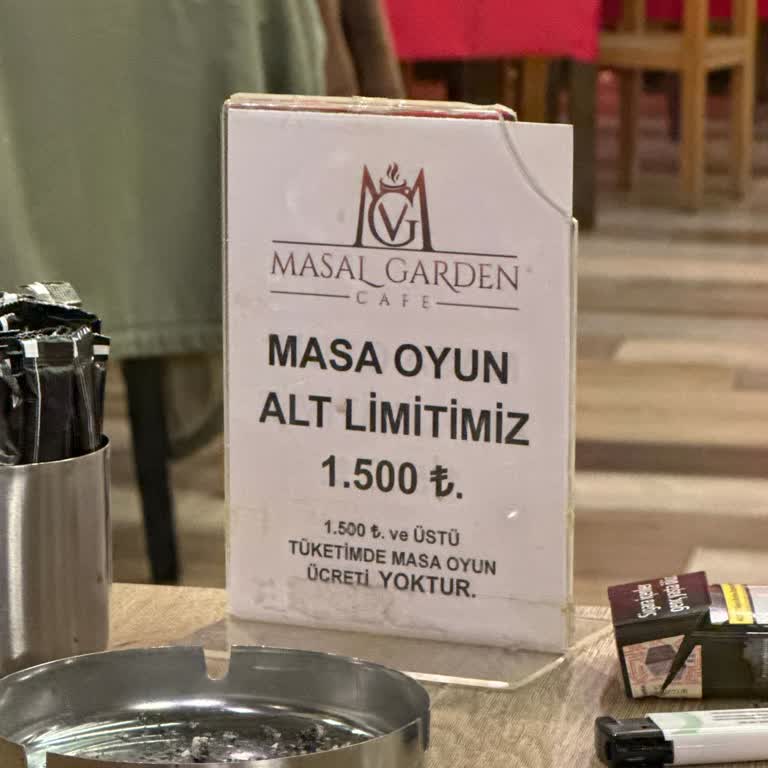 MASAL GARDEN
CAFE
MASA OYUN
ALT LİMİTİMİZ
1.500 ₺.
1.500 ₺. ve ÜSTÜ
TÜKETİMDE MASA OYUN
ÜCRETİ YOKTUR.